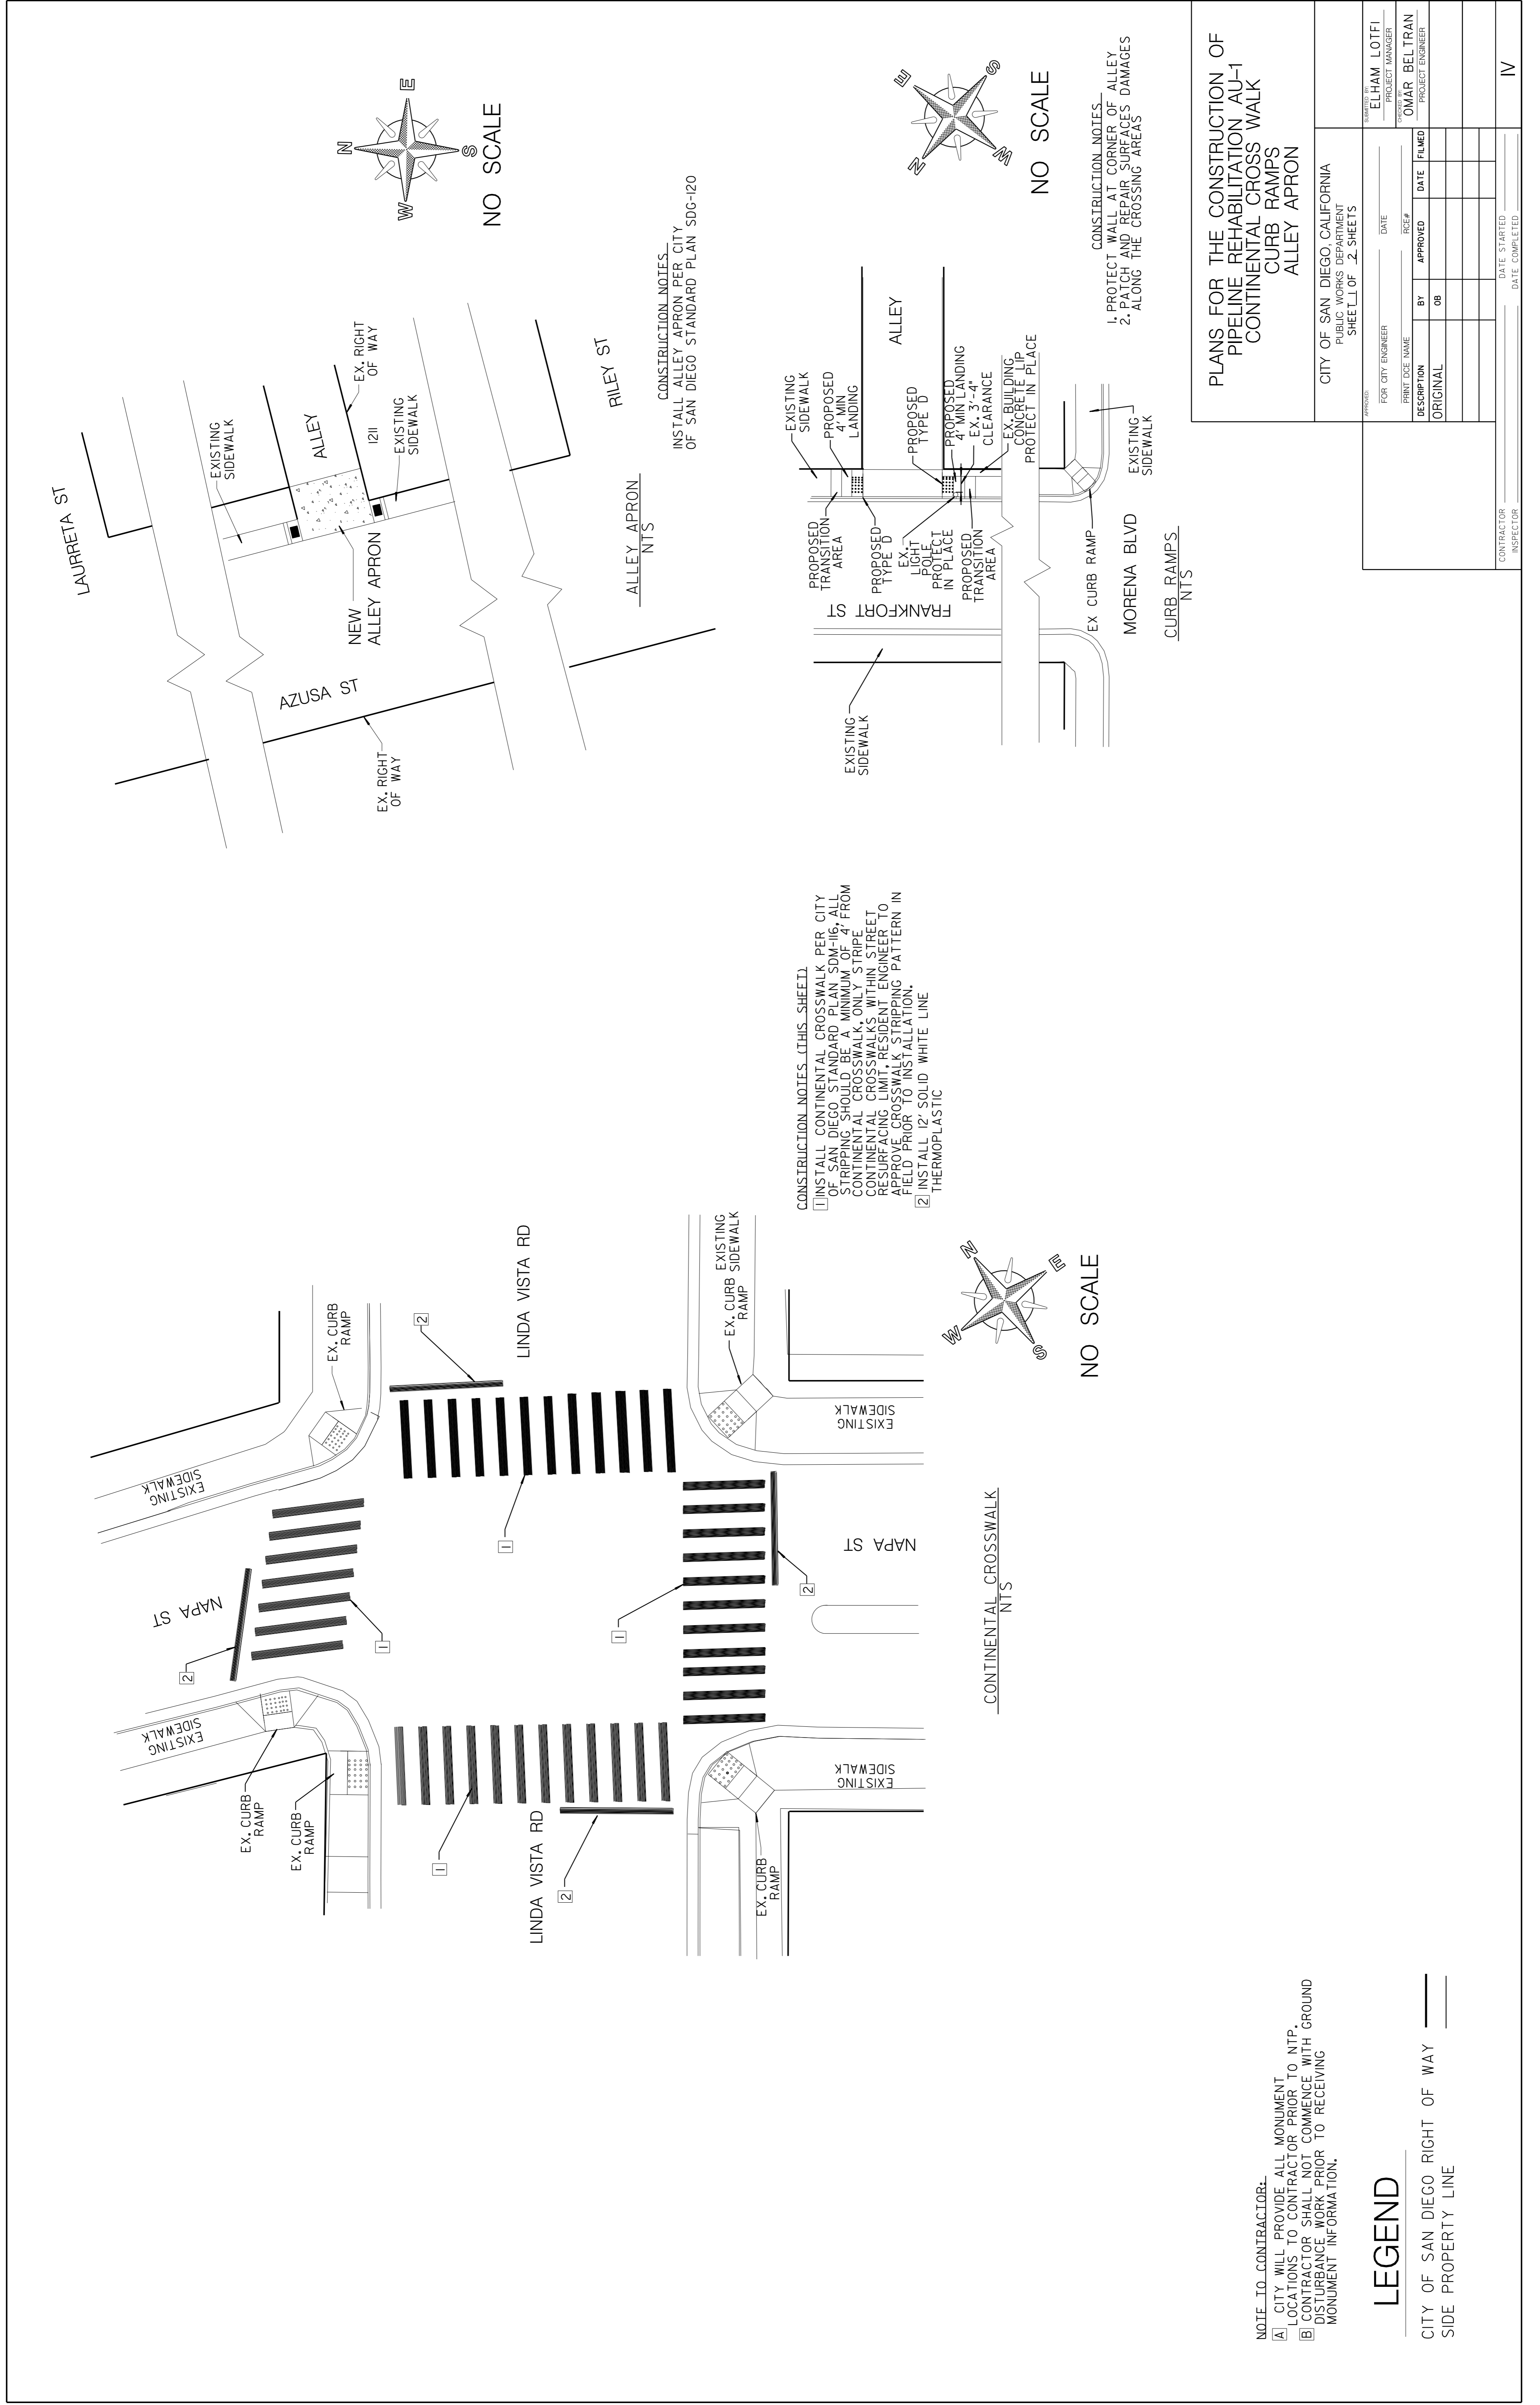 EX. CURB
RAMP
EX. CURB
RAMP
EXISTING
SIDEWALK
NAPA ST
2
1
EXISTING
SIDEWALK
EX. CURB
RAMP
2
LINDA VISTA RD
1
1
LINDA VISTA RD
2
1
2
EX. CURB
RAMP
EXISTING
SIDEWALK
EX. CURB
RAMP
EXISTING
SIDEWALK
EXISTING
SIDEWALK
NAPA ST
CONTINENTAL CROSSWALK
NTS
W
N
E
S
NO SCALE
CONSTRUCTION NOTES (THIS SHEET)
1 INSTALL CONTINENTAL CROSSWALK PER CITY
OF SAN DIEGO STANDARD PLAN SDM-116, ALL
STRIPPING SHOULD BE A MINIMUM OF 4' FROM
CONTINENTAL CROSSWALK, ONLY STRIPE
CONTINENTAL CROSSWALKS WITHIN STREET
RESURFACING LIMIT, RESIDENT ENGINEER TO
APPROVE CROSSWALK STRIPPING PATTERN IN
FIELD PRIOR TO INSTALLATION.
2 INSTALL 12' SOLID WHITE LINE
THERMOPLASTIC
LAURRETA ST
EXISTING
SIDEWALK
ALLEY
1211
EX. RIGHT
OF WAY
EXISTING
SIDEWALK
NEW
ALLEY APRON
AZUSA ST
EX. RIGHT
OF WAY
RILEY ST
ALLEY APRON
NTS
N
W
E
S
NO SCALE
CONSTRUCTION NOTES
INSTALL ALLEY APRON PER CITY
OF SAN DIEGO STANDARD PLAN SDG-120
EXISTING
SIDEWALK
FRANKFORT ST
PROPOSED
TRANSITION
AREA
PROPOSED
TYPE D
EX.
LIGHT
POLE
PROTECT
IN PLACE
PROPOSED
TRANSITION
AREA
EXISTING
SIDEWALK
PROPOSED
4' MIN
LANDING
ALLEY
PROPOSED
TYPE D
PROPOSED
4' MIN LANDING
EX. 3'-4"
CLEARANCE
EX. BUILDING
CONCRETE LIP
PROTECT IN PLACE
EX CURB RAMP
MORENA BLVD
EXISTING
SIDEWALK
CURB RAMPS
NTS
N
E
W
S
NO SCALE
CONSTRUCTION NOTES
1. PROTECT WALL AT CORNER OF ALLEY
2. PATCH AND REPAIR SURFACES DAMAGES
ALONG THE CROSSING AREAS
NOTE TO CONTRACTOR:
A CITY WILL PROVIDE ALL MONUMENT
LOCATIONS TO CONTRACTOR PRIOR TO NTP.
B CONTRACTOR SHALL NOT COMMENCE WITH GROUND
DISTURBANCE WORK PRIOR TO RECEIVING
MONUMENT INFORMATION.
LEGEND
CITY OF SAN DIEGO RIGHT OF WAY
SIDE PROPERTY LINE
PLANS FOR THE CONSTRUCTION OF
PIPELINE REHABILITATION AU-1
CONTINENTAL CROSS WALK
CURB RAMPS
ALLEY APRON
CITY OF SAN DIEGO, CALIFORNIA
PUBLIC WORKS DEPARTMENT
SHEET 1 OF 2 SHEETS
APPROVED:
FOR CITY ENGINEER DATE
PRINT DCE NAME RCE#
SUBMITTED BY:
ELHAM LOTFI
PROJECT MANAGER
CHECKED BY:
OMAR BELTRAN
PROJECT ENGINEER
DESCRIPTION BY APPROVED DATE FILMED
ORIGINAL OB
CONTRACTOR DATE STARTED
INSPECTOR DATE COMPLETED
IV